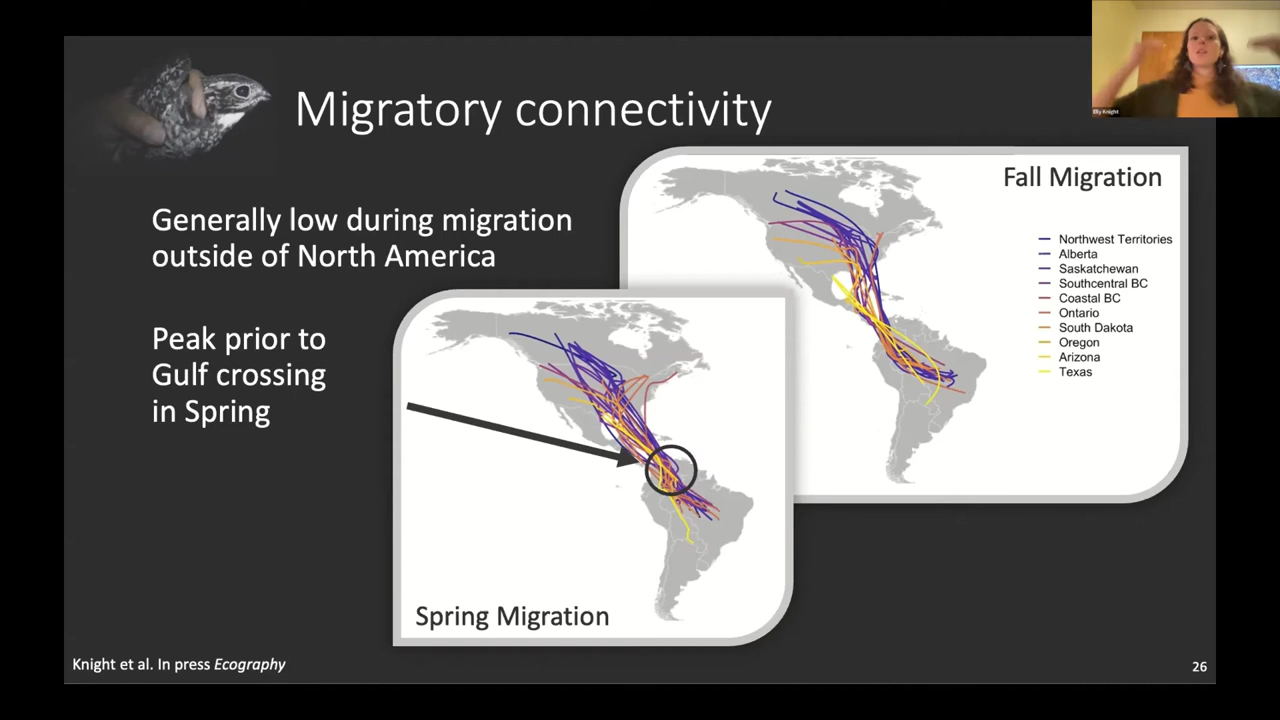 Elly Knight
Migratory connectivity
Generally low during migration
outside of North America
Peak prior to
Gulf crossing
in Spring
Fall Migration
Northwest Territories
Alberta
Saskatchewan
Southcentral BC
Coastal BC
Ontario
South Dakota
Oregon
Arizona
Texas
Spring Migration
Knight et al. In press Ecography
26